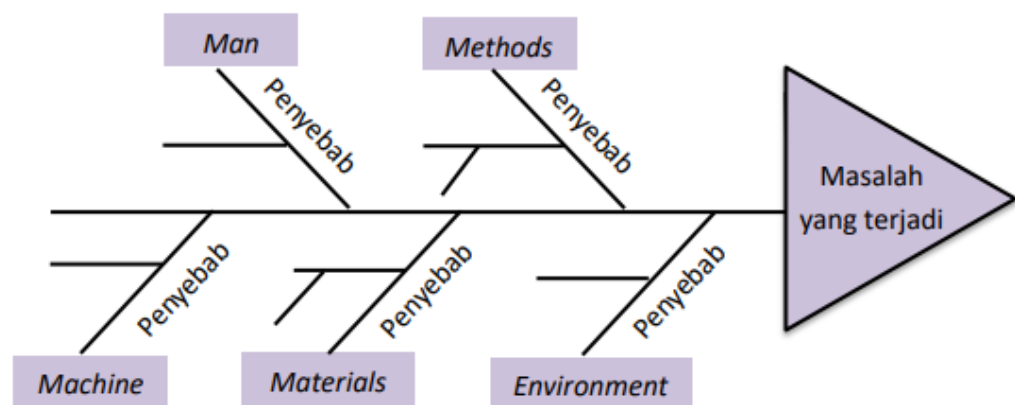 Man
Methods
Penyebab
Penyebab
Masalah
yang terjadi
Penyebab
Penyebab
Penyebab
Machine
Materials
Environment